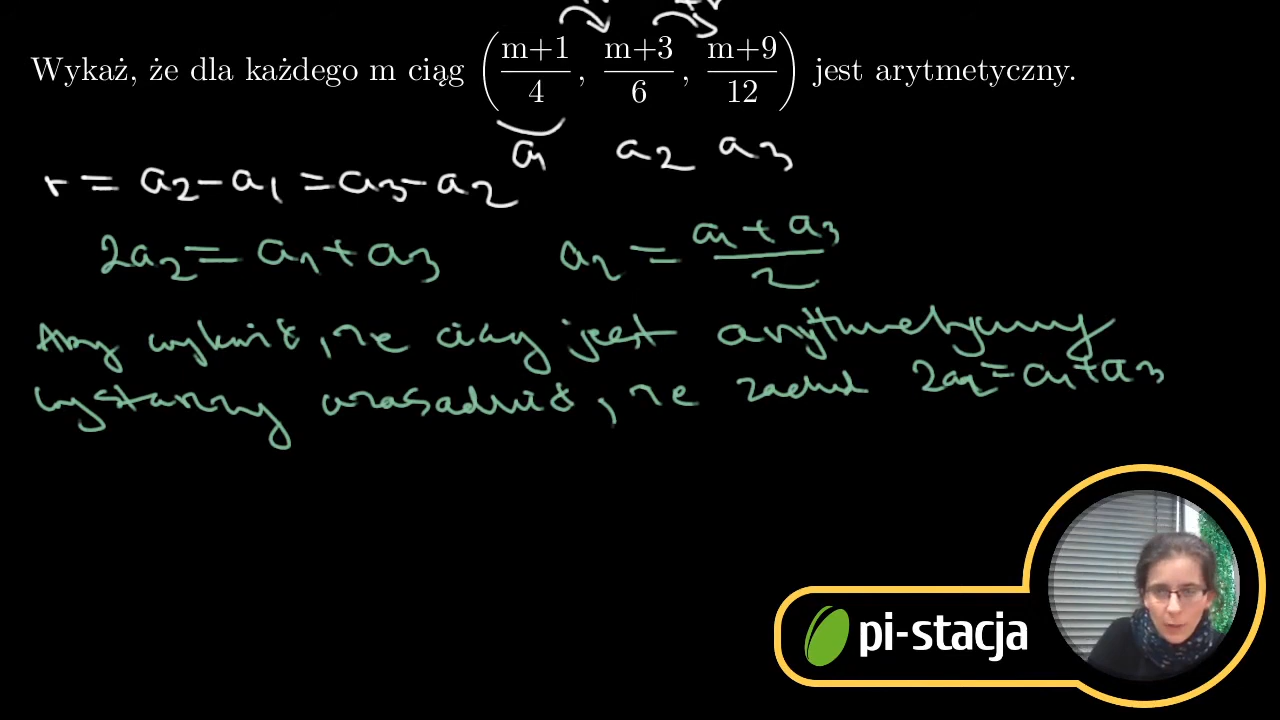 Wykaż, że dla każdego m ciąg (m+1/4, m+3/6, m+9/12) jest arytmetyczny.
a1 a2 a3
r = a2-a1 = a3-a2
2a2 = a1+a3 a2 = a1+a3/2
Aby wykazać, że ciąg jest arytmetyczny
wystarczy uzasadnić, że zachodzi 2a2=a1+a3
pi-stacja